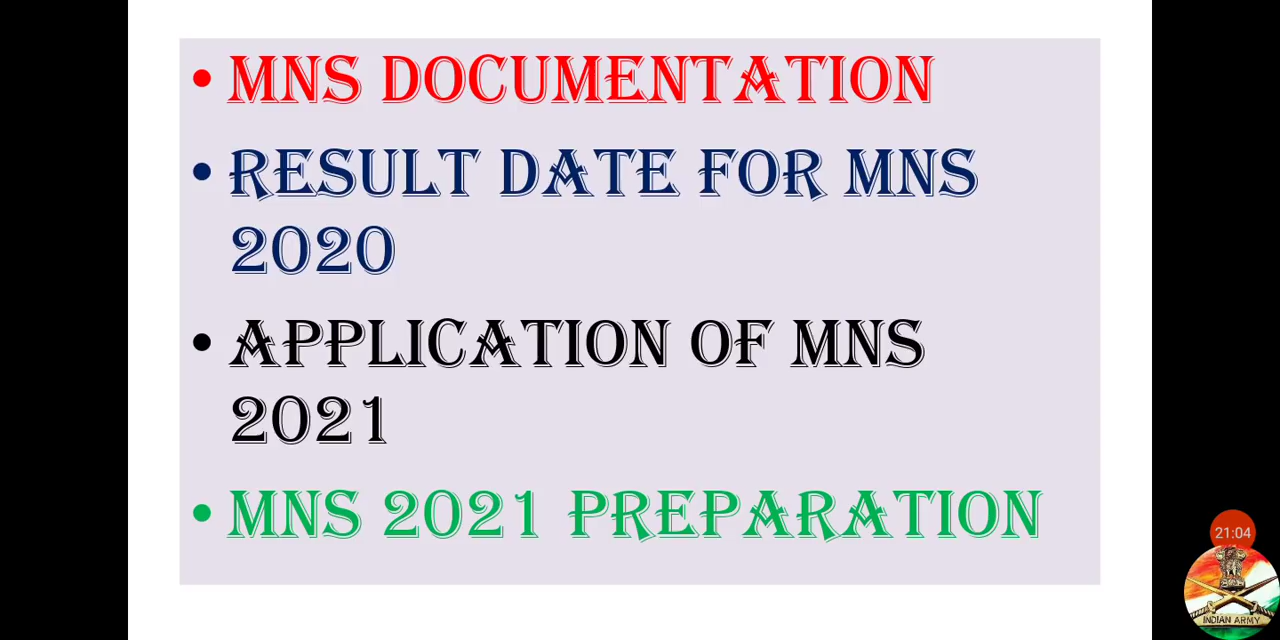 • MNS DOCUMENTATION
• RESULT DATE FOR MNS
2020
• APPLICATION OF MNS
2021
• MNS 2021 PREPARATION
21:04
INDIAN ARMY